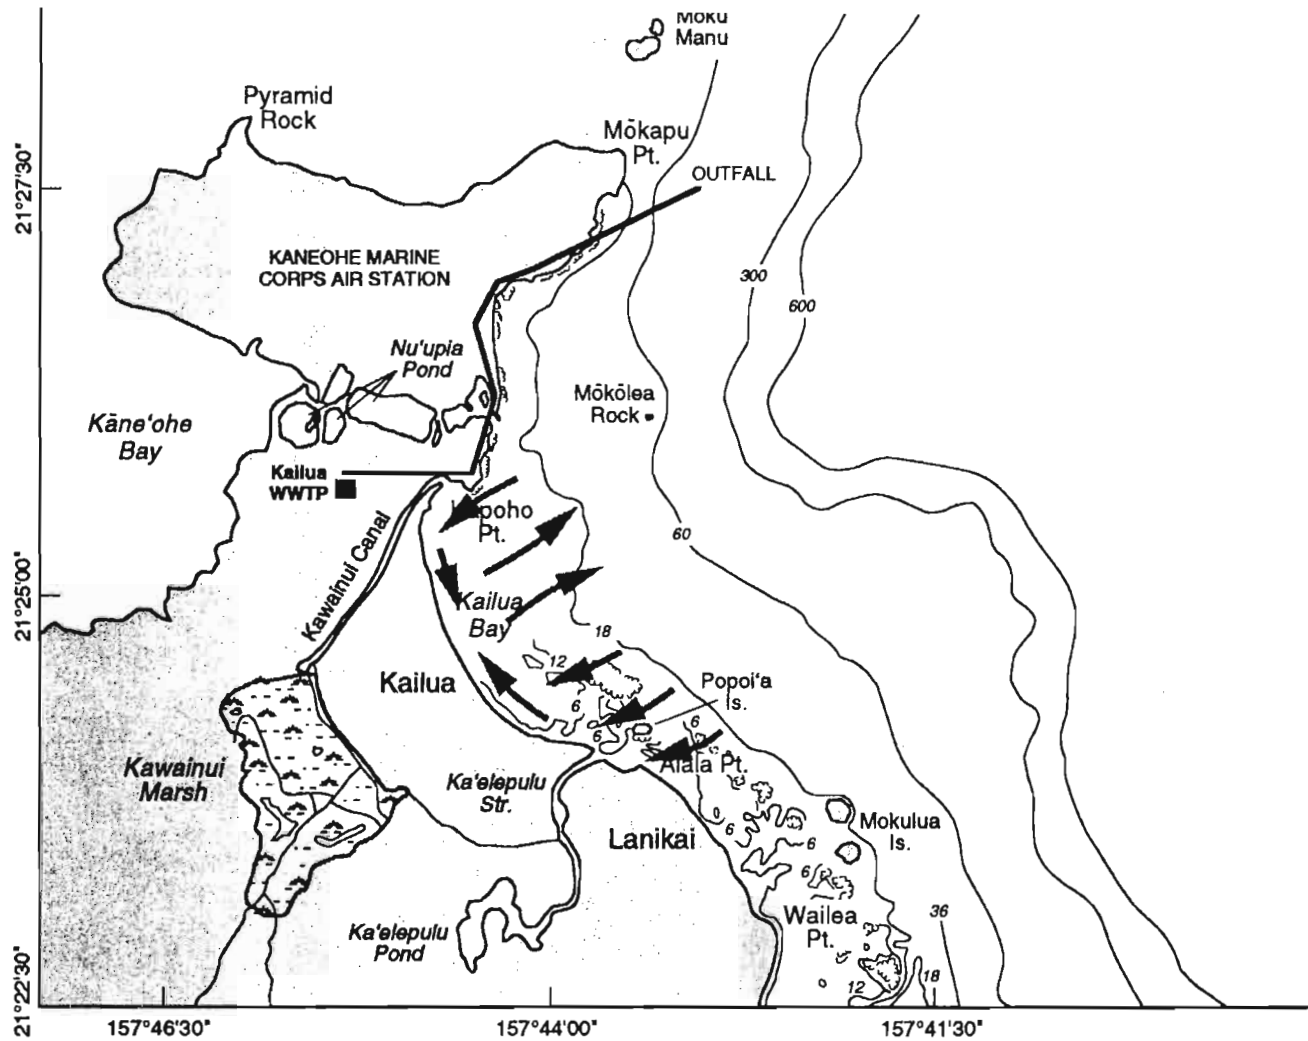 Moku
Manu
Pyramid
Rock
Mōkapu
Pt.
OUTFALL
21°27'30"
KANEOHE MARINE
CORPS AIR STATION
300
600
Nu'upia
Pond
Mōkōlea
Rock
Kāne'ohe
Bay
Kailua
WWTP
poho
Pt.
60
Kawainui Canal
21°25'00"
Kailua
Bay
18
12
Kailua
Popoi'a
Is.
6
6
6
Alala Pt.
Kawainui
Marsh
Ka'elepulu
Str.
Lanikai
Mokulua
Is.
6
6
6
Wailea
Pt.
36
Ka'elepulu
Pond
18
12
21°22'30"
157°46'30"
157°44'00"
157°41'30"